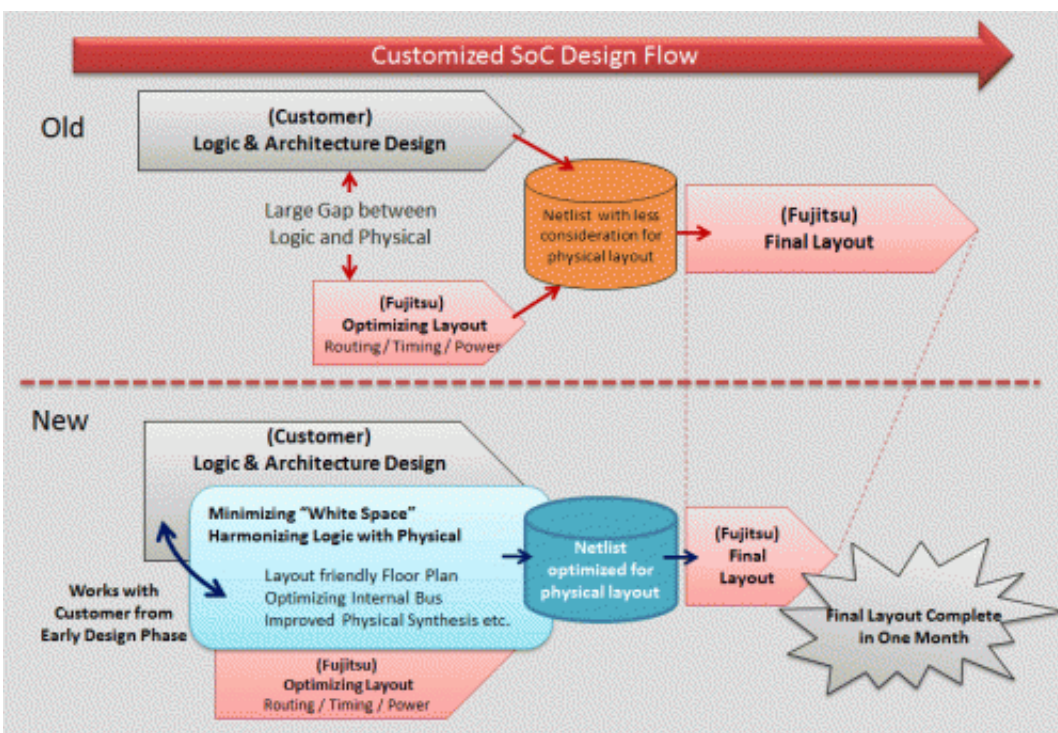 Customized SoC Design Flow
Old
(Customer)
Logic & Architecture Design
Large Gap between
Logic and Physical
(Fujitsu)
Optimizing Layout
Routing / Timing / Power
Netlist with less
consideration for
physical layout
(Fujitsu)
Final Layout
New
(Customer)
Logic & Architecture Design
Minimizing “White Space”
Harmonizing Logic with Physical
Layout friendly Floor Plan
Optimizing Internal Bus
Improved Physical Synthesis etc.
Works with
Customer from
Early Design Phase
(Fujitsu)
Optimizing Layout
Routing / Timing / Power
Netlist
optimized for
physical layout
(Fujitsu)
Final
Layout
Final Layout Complete
in One Month